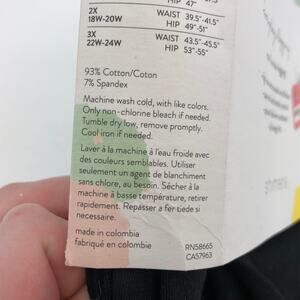 HIP 47"
2X WAIST 39.5"-41.5"
18W-20W HIP 49"-51"
3X WAIST 43.5"-45.5"
22W-24W HIP 53"-55"
93% Cotton/Coton
7% Spandex
Machine wash cold, with like colors.
Only non-chlorine bleach if needed.
Tumble dry low, remove promptly.
Cool iron if needed.
Laver à la machine à l'eau froide avec
des couleurs semblables. Utiliser
seulement un agent de blanchiment
sans chlore, au besoin. Sécher à la
machine à basse température, retirer
rapidement. Repasser a fer tiede si
necessaire.
made in colombia RN58665
fabriqué en colombie CA57963